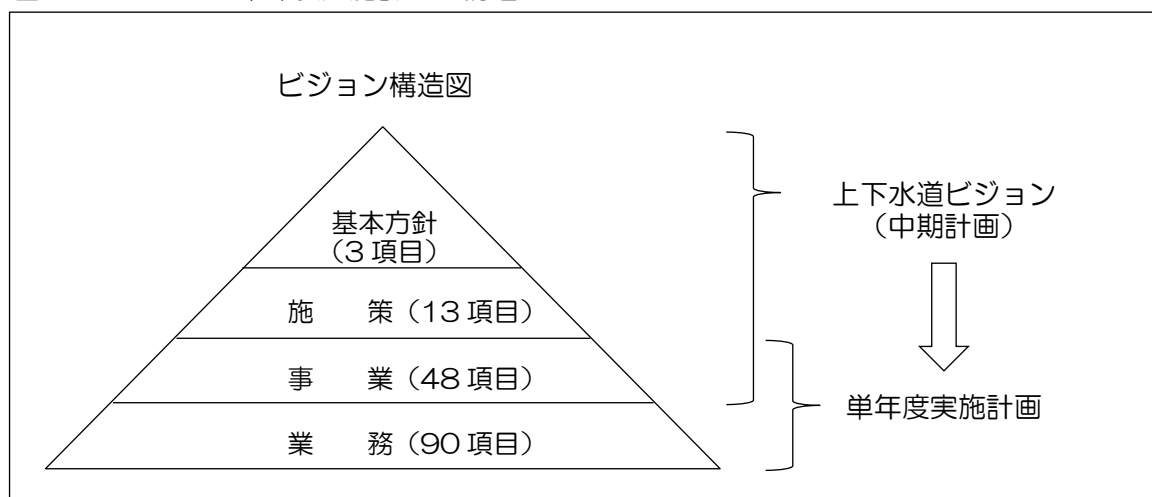 ビジョン構造図
基本方針
（3 項目）
施　　策（13 項目）
事　　業（48 項目）
業　　務（90 項目）
上下水道ビジョン
（中期計画）
単年度実施計画